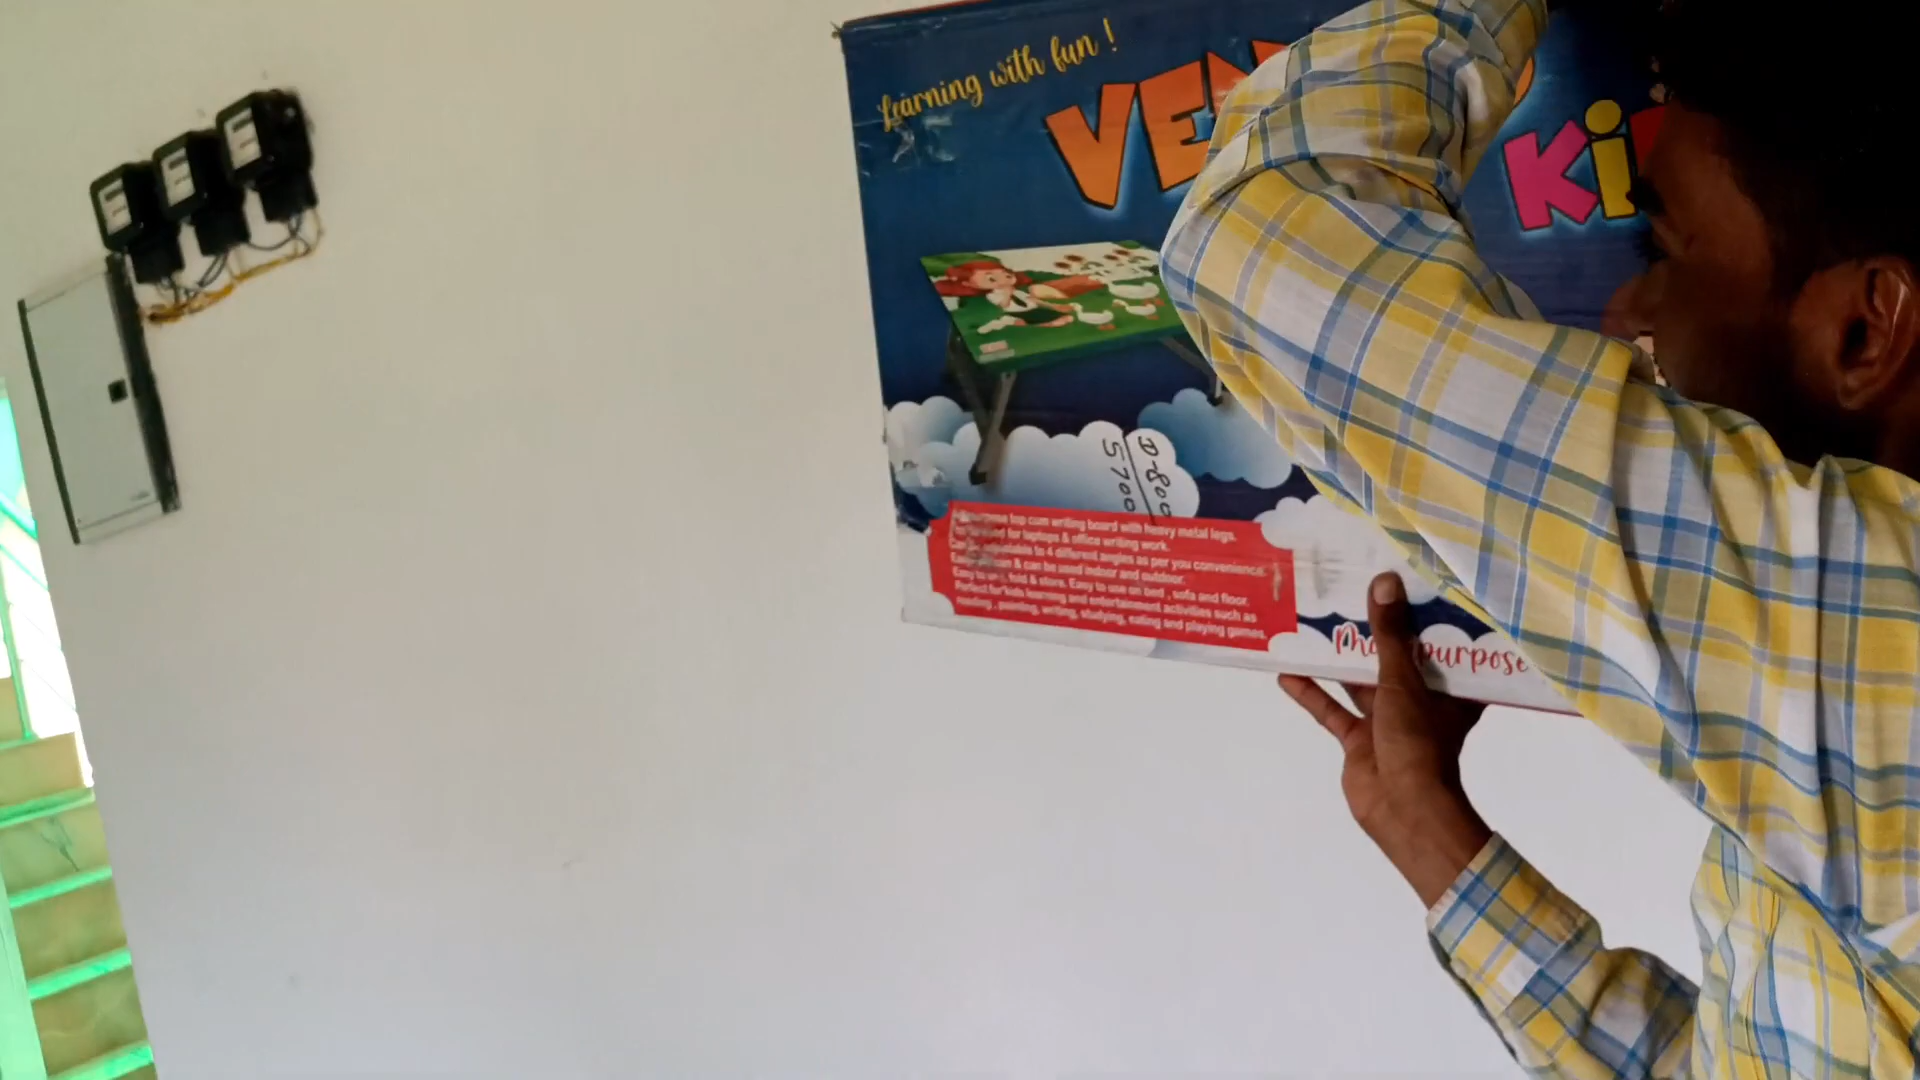 Learning with fun !
VEN
Ki
D-800
5700
purpose top cum writing board with heavy metal legs.
for laptops & office writing work.
to 4 different angles as per you convenience.
& can be used indoor and outdoor.
Easy to fold & store. Easy to use on bed , sofa and floor.
Perfect for kids learning and entertainment activities such as
reading , painting, writing, studying, eating and playing games.
purpose